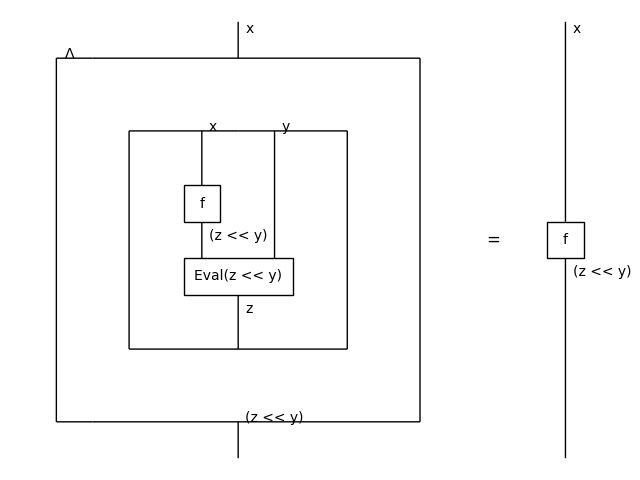 x
x
Λ
x
y
f
(z << y)
Eval(z << y)
z
(z << y)
=
f
(z << y)